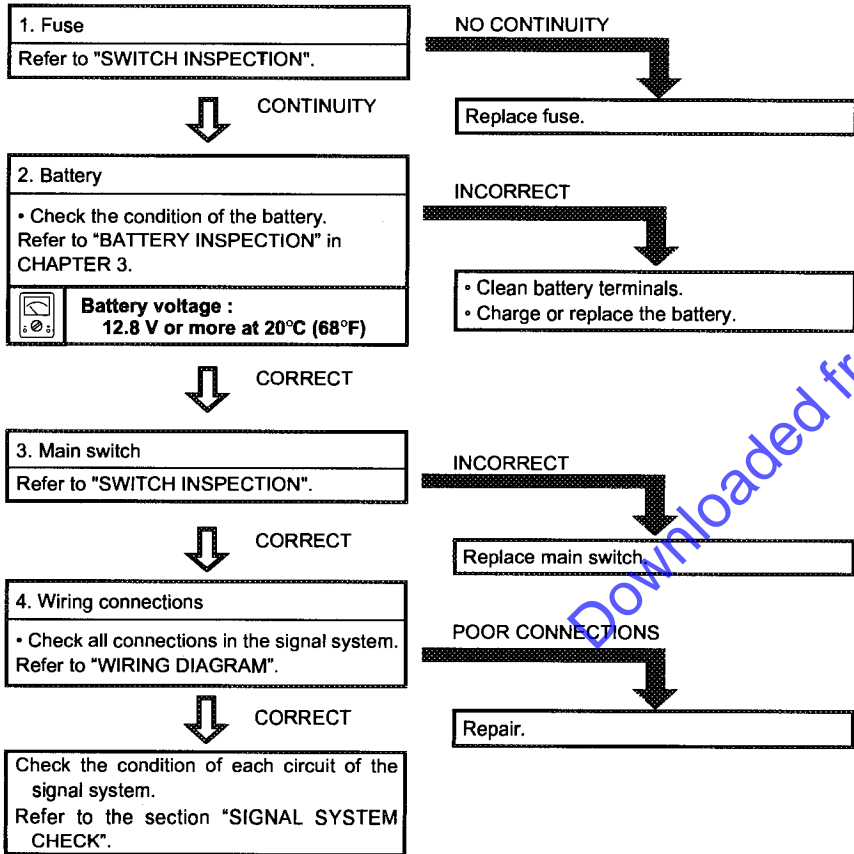 1. Fuse
Refer to "SWITCH INSPECTION".
NO CONTINUITY
Replace fuse.
CONTINUITY
2. Battery
• Check the condition of the battery.
Refer to "BATTERY INSPECTION" in
CHAPTER 3.
Battery voltage :
12.8 V or more at 20°C (68°F)
INCORRECT
• Clean battery terminals.
• Charge or replace the battery.
CORRECT
3. Main switch
Refer to "SWITCH INSPECTION".
INCORRECT
Replace main switch.
CORRECT
4. Wiring connections
• Check all connections in the signal system.
Refer to "WIRING DIAGRAM".
POOR CONNECTIONS
Repair.
CORRECT
Check the condition of each circuit of the
signal system.
Refer to the section "SIGNAL SYSTEM
CHECK".
Downloaded fr